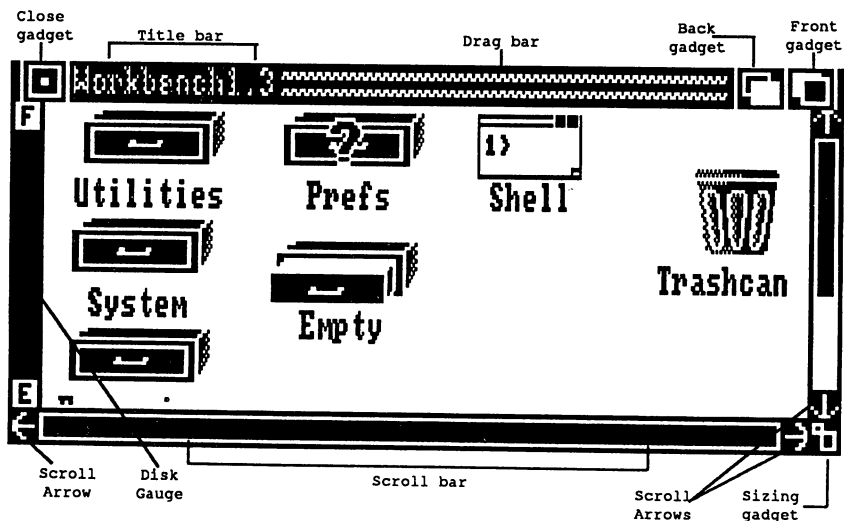 Close
gadget
Title bar
Drag bar
Back
gadget
Front
gadget
Workbench1.3
F
1>
Utilities
Prefs
Shell
System
Empty
Trashcan
E
Scroll
Arrow
Disk
Gauge
Scroll bar
Scroll
Arrows
Sizing
gadget